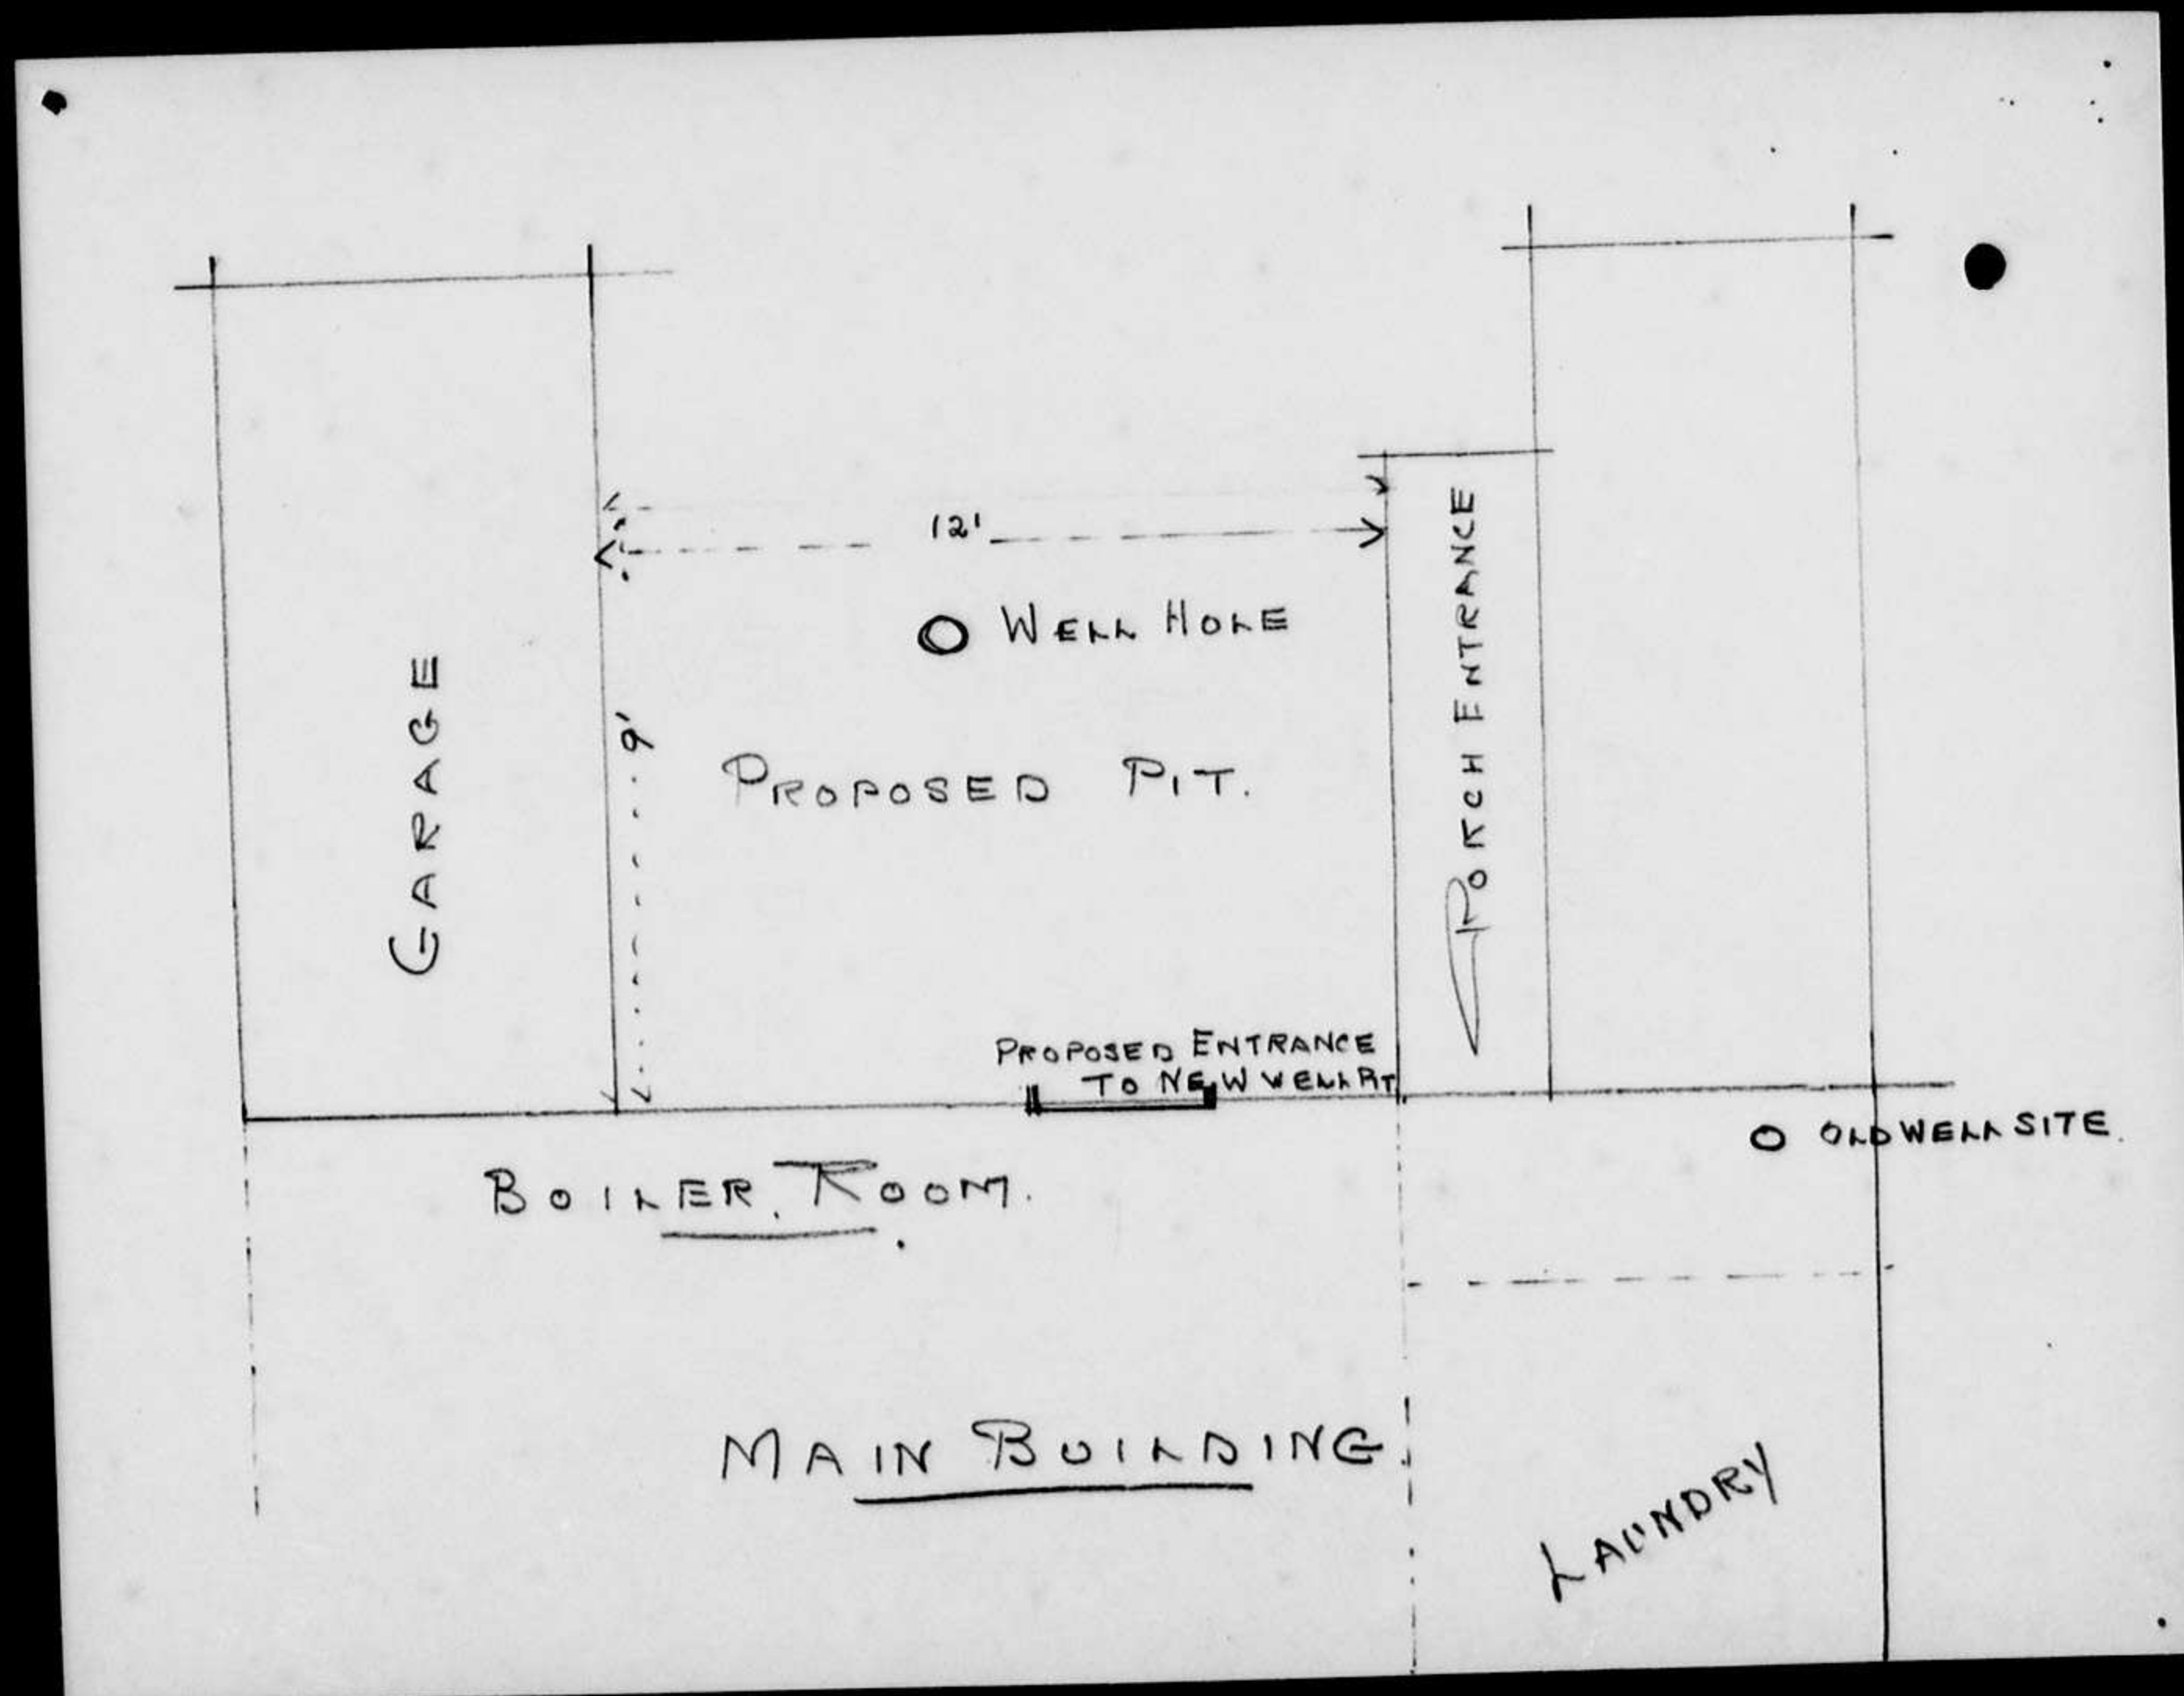 12'
WELL HOLE
GARAGE
9'
PROPOSED PIT.
PORCH ENTRANCE
PROPOSED ENTRANCE
TO NEW WELL PIT
OLD WELL SITE.
BOILER ROOM.
MAIN BUILDING.
LAUNDRY